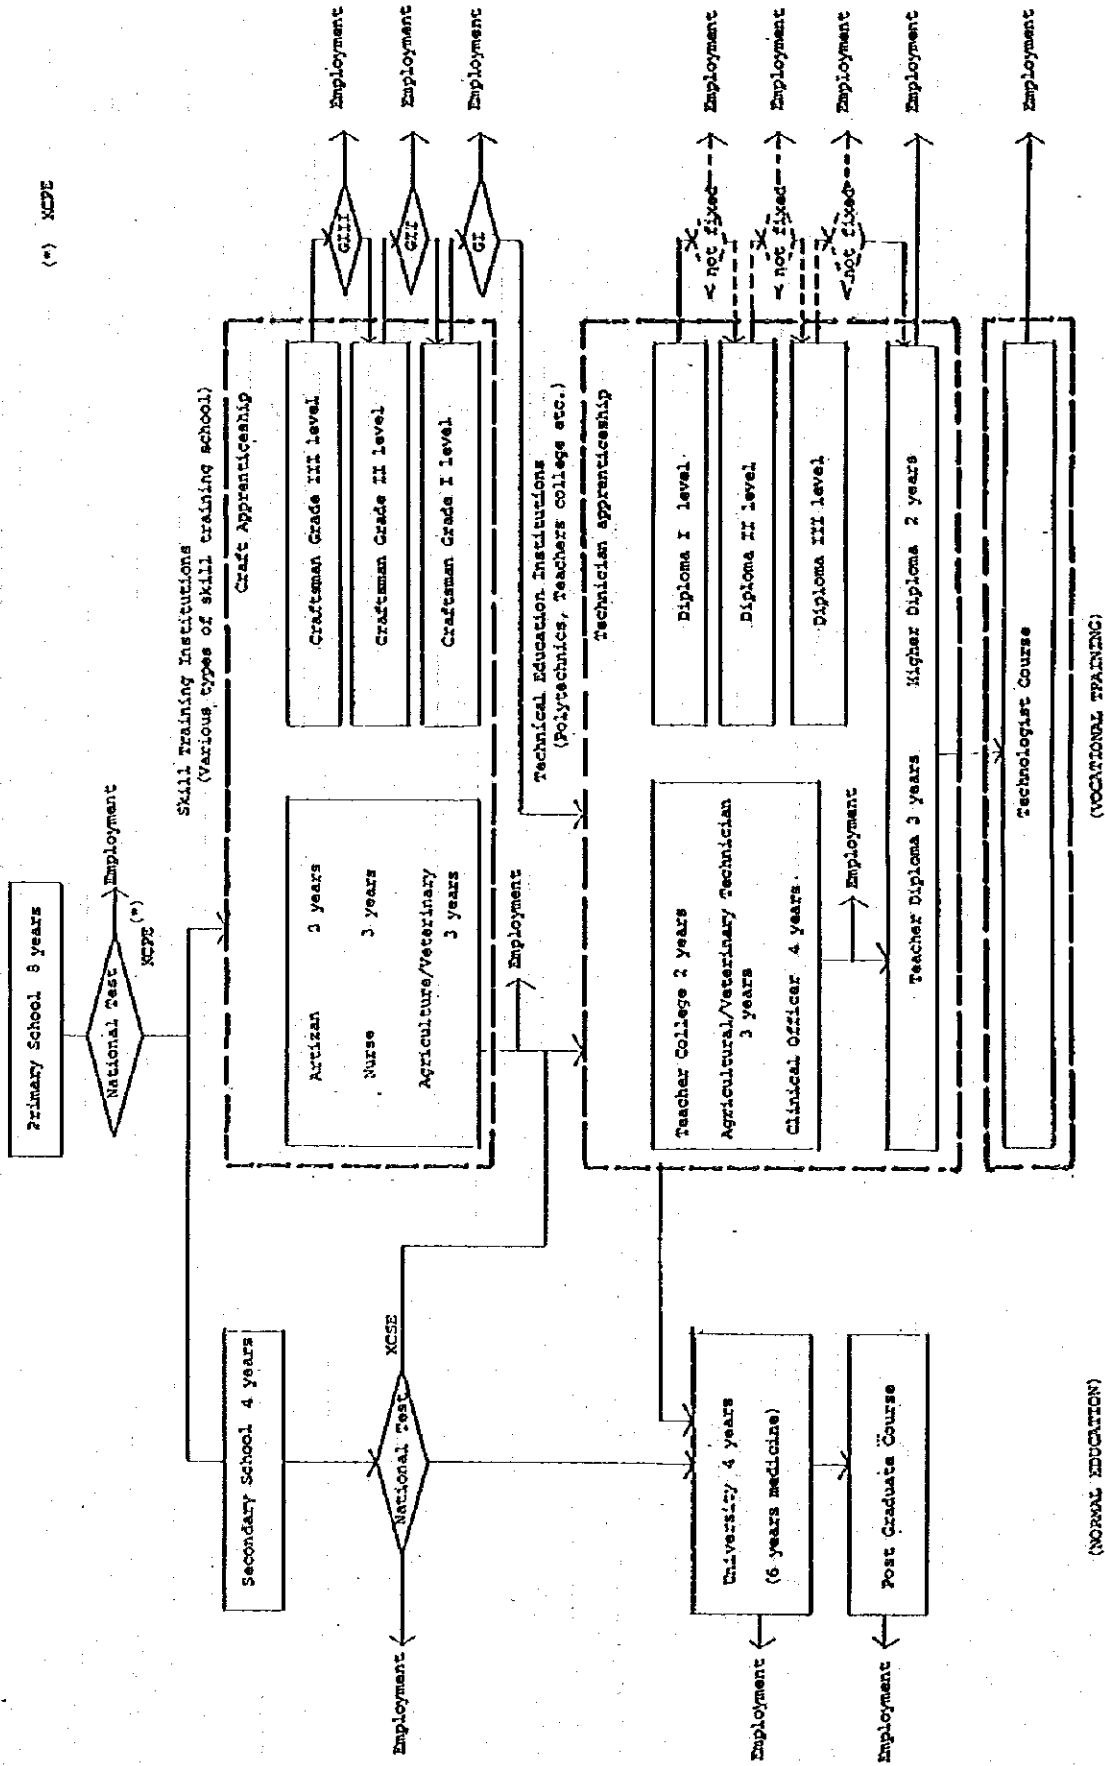 (*) KCPE
Primary School 8 years
National Test
KCPE (*)
Employment
Skill Training Institutions
(Various types of skill training school)
Craft Apprenticeship
Secondary School 4 years
Artizan 3 years
Nurse 3 years
Agriculture/Veterinary
3 years
Craftsman Grade III level
Craftsman Grade II level
Craftsman Grade I level
GIII
GII
GI
Employment
Employment
Employment
National Test
KCSE
Employment
Employment
Technical Education Institutions
(Polytechnics, Teachers college etc.)
Technician apprenticeship
Teacher College 2 years
Agricultural/Veterinary Technician
3 years
Clinical Officer 4 years
Employment
Diploma I level
Diploma II level
Diploma III level
< not fixed
< not fixed
< not fixed
Employment
Employment
Employment
Employment
University 4 years
(6 years medicine)
Employment
Teacher Diploma 3 years Higher Diploma 2 years
Post Graduate Course
Employment
Technologist Course
Employment
(NORMAL EDUCATION)
(VOCATIONAL TRAINING)